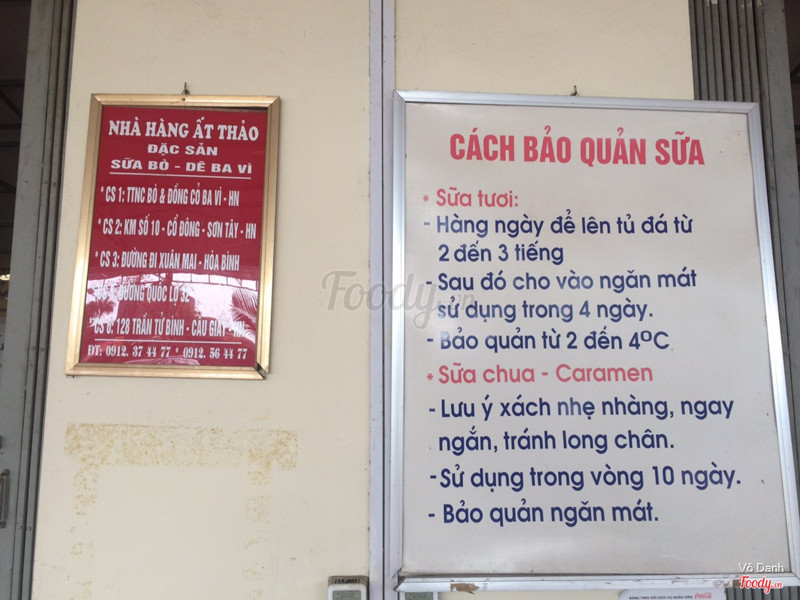 NHÀ HÀNG ẤT THẢO
ĐẶC SẢN
SỮA BÒ - DÊ BA VÌ
* CS 1: TTNC BÒ & ĐỒNG CỎ BA VÌ - HN
* CS 2: KM SỐ 10 - CỔ ĐÔNG - SƠN TÂY - HN
* CS 3: ĐƯỜNG ĐI XUÂN MAI - HÒA BÌNH
ĐƯỜNG QUỐC LỘ 32
128 TRẦN TỬ BÌNH - CẦU GIẤY - HN
ĐT: 0912. 37 44 77 * 0912. 56 44 77
CÁCH BẢO QUẢN SỮA
* Sữa tươi:
- Hàng ngày để lên tủ đá từ
2 đến 3 tiếng
- Sau đó cho vào ngăn mát
sử dụng trong 4 ngày.
- Bảo quản từ 2 đến 4ºC
* Sữa chua - Caramen
- Lưu ý xách nhẹ nhàng, ngay
ngắn, tránh long chân.
- Sử dụng trong vòng 10 ngày.
- Bảo quản ngăn mát.
Foody.vn
Võ Danh
Foody.vn